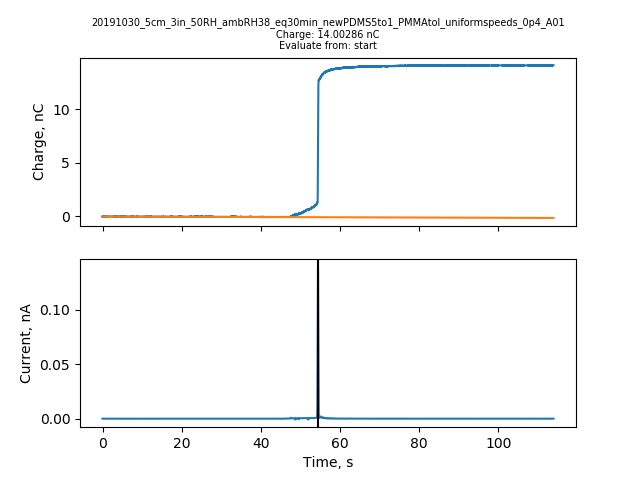 20191030_5cm_3in_50RH_ambRH38_eq30min_newPDMS5to1_PMMAtol_uniformspeeds_0p4_A01
Charge: 14.00286 nC
Evaluate from: start
Charge, nC
10
5
0
Current, nA
0.10
0.05
0.00
0 20 40 60 80 100
Time, s